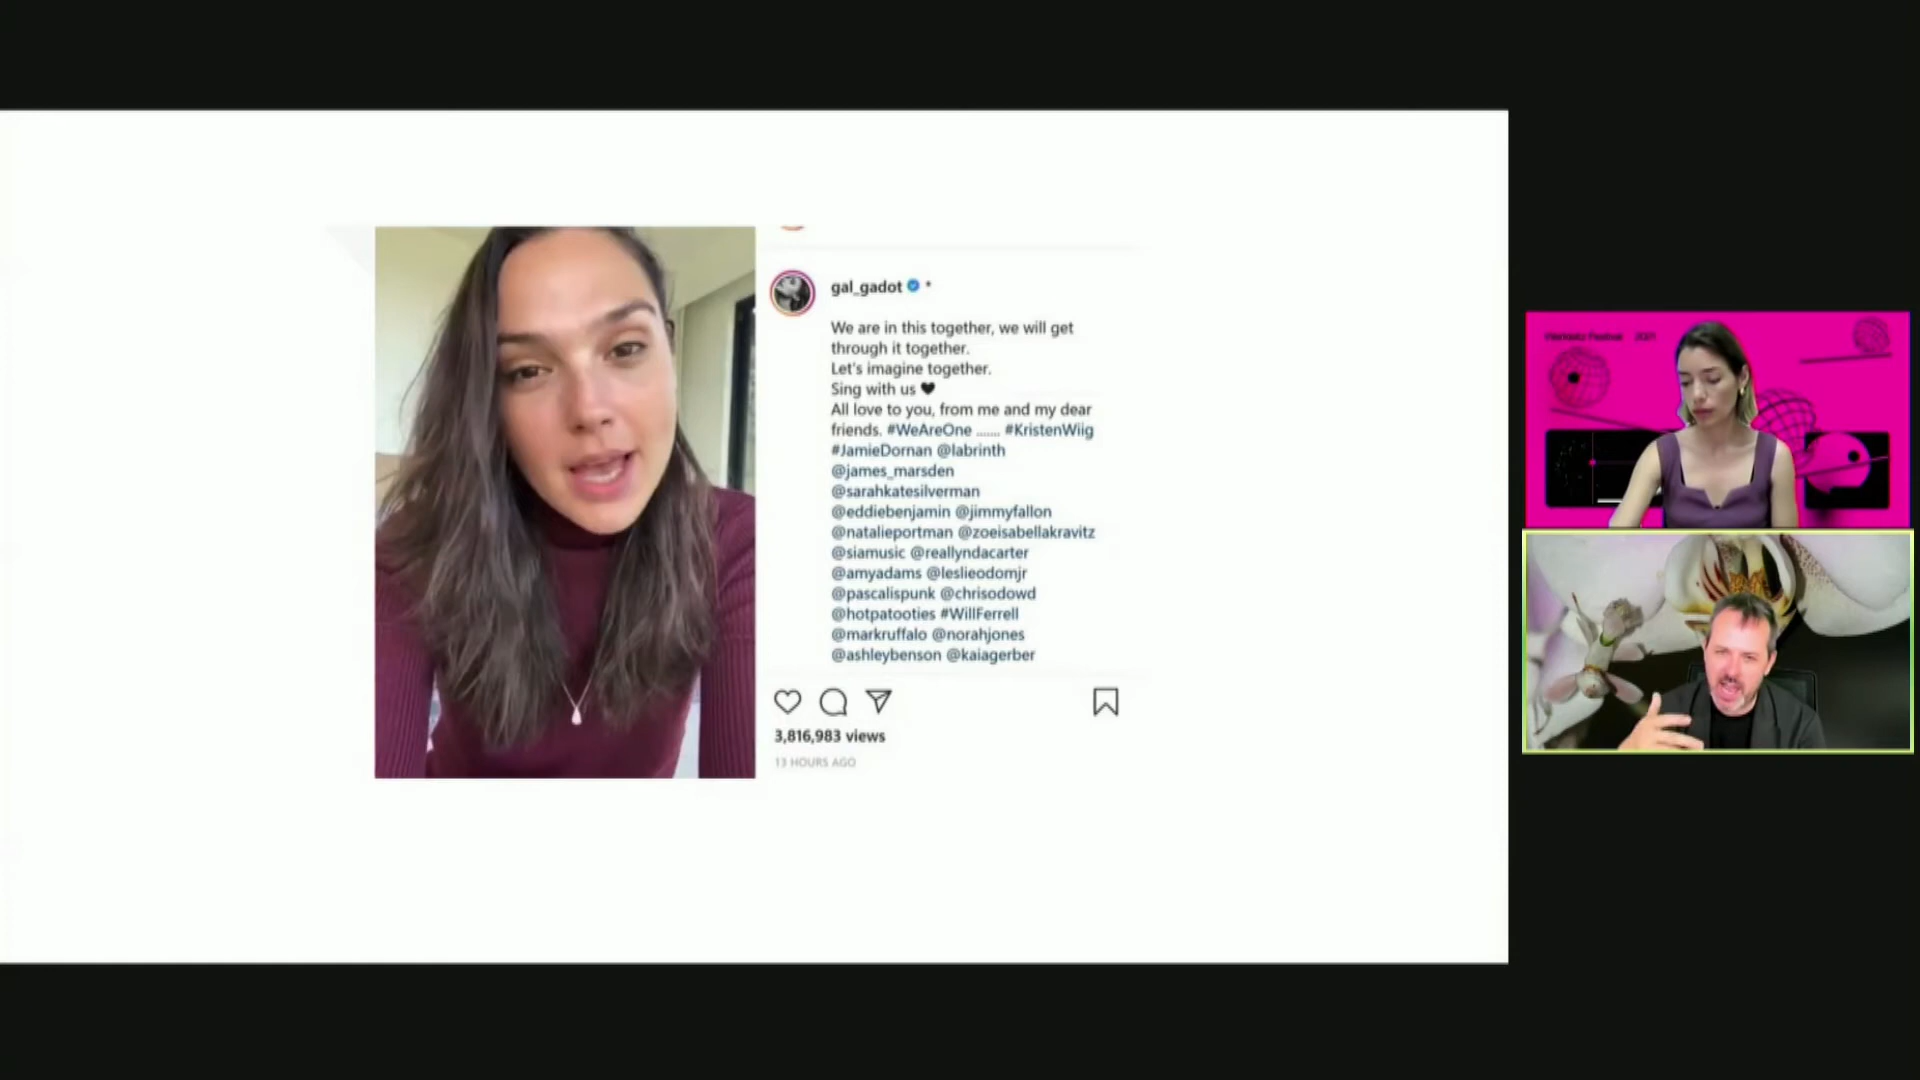 gal_gadot
We are in this together, we will get
through it together.
Let's imagine together.
Sing with us 🖤
All love to you, from me and my dear
friends. #WeAreOne ....... #KristenWiig
#JamieDornan @labrinth
@james_marsden
@sarahkatesilverman
@eddiebenjamin @jimmyfallon
@natalieportman @zoeisabellakravitz
@siamusic @reallyndacarter
@amyadams @leslieodomjr
@pascalispunk @chrisodowd
@hotpatooties #WillFerrell
@markruffalo @norahjones
@ashleybenson @kaiagerber
3,816,983 views
13 HOURS AGO
Festival 2021